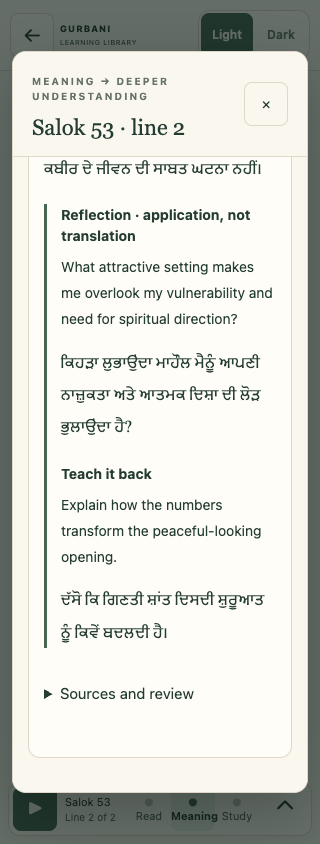 GURBANI
LEARNING LIBRARY
Light
Dark
MEANING → DEEPER
UNDERSTANDING
Salok 53 · line 2
×
ਕਬੀਰ ਦੇ ਜੀਵਨ ਦੀ ਸਾਬਤ ਘਟਨਾ ਨਹੀਂ।
Reflection · application, not
translation
What attractive setting makes
me overlook my vulnerability and
need for spiritual direction?
ਕਿਹੜਾ ਲੁਭਾਉਂਦਾ ਮਾਹੌਲ ਮੈਨੂੰ ਆਪਣੀ
ਨਾਜ਼ੁਕਤਾ ਅਤੇ ਆਤਮਕ ਦਿਸ਼ਾ ਦੀ ਲੋੜ
ਭੁਲਾਉਂਦਾ ਹੈ?
Teach it back
Explain how the numbers
transform the peaceful-looking
opening.
ਦੱਸੋ ਕਿ ਗਿਣਤੀ ਸ਼ਾਂਤ ਦਿਸਦੀ ਸ਼ੁਰੂਆਤ
ਨੂੰ ਕਿਵੇਂ ਬਦਲਦੀ ਹੈ।
Sources and review
Salok 53
Line 2 of 2
Read
Meaning
Study